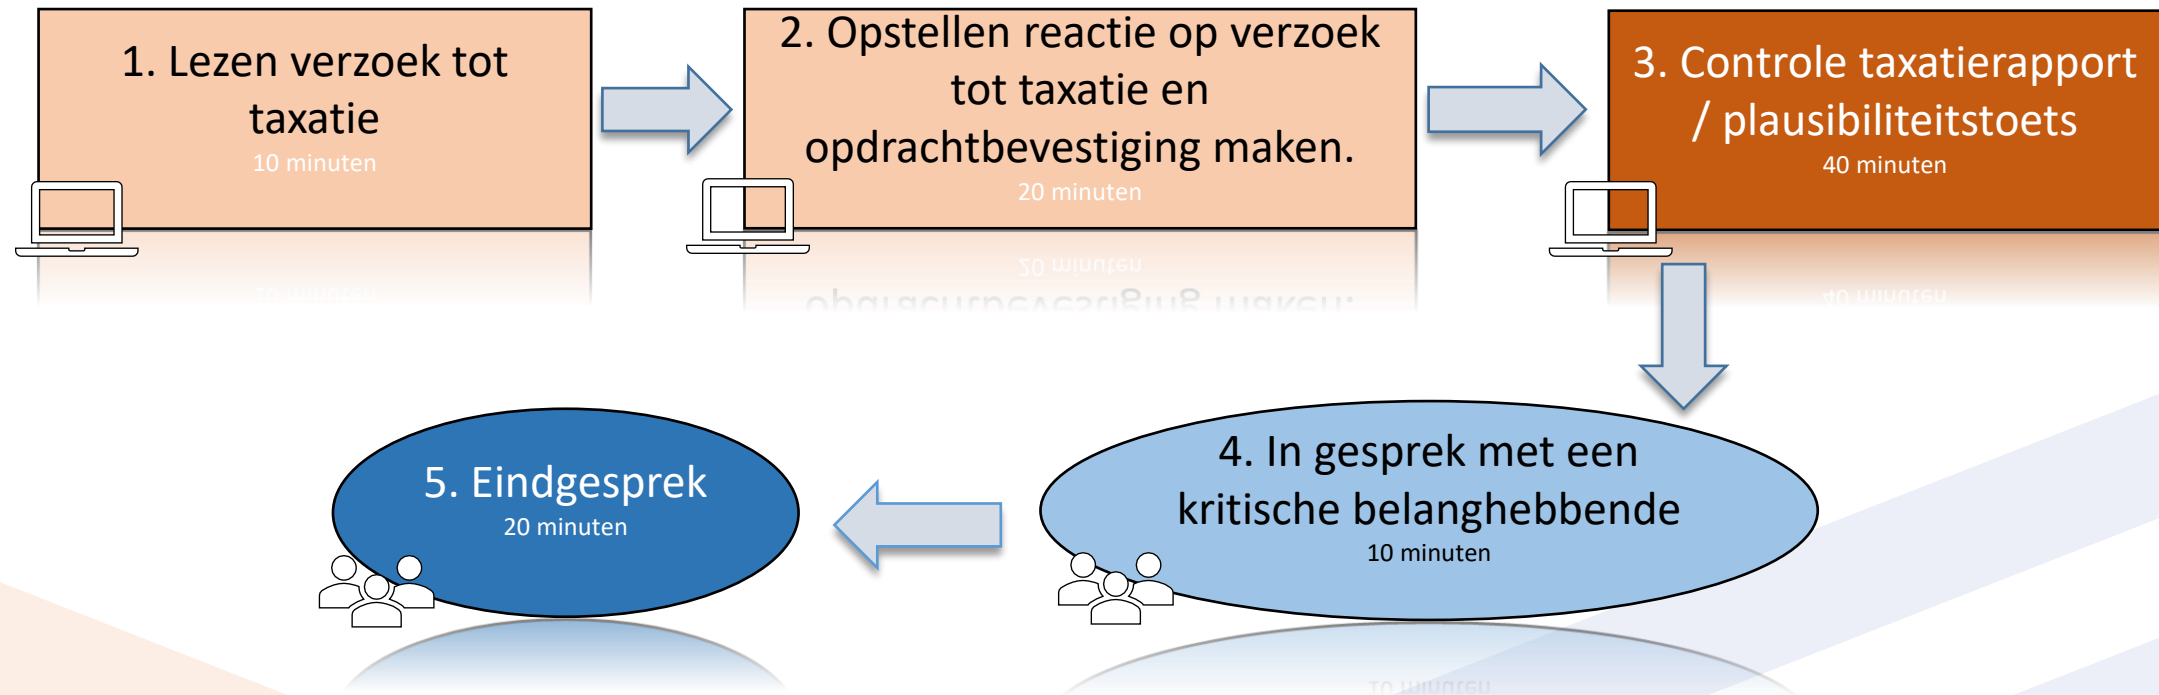 1. Lezen verzoek tot
taxatie
10 minuten
2. Opstellen reactie op verzoek
tot taxatie en
opdrachtbevestiging maken.
20 minuten
3. Controle taxatierapport
/ plausibiliteitstoets
40 minuten
4. In gesprek met een
kritische belanghebbende
10 minuten
5. Eindgesprek
20 minuten